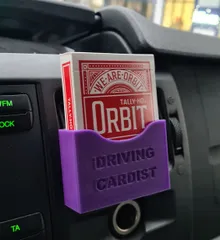 WE·ARE·ORBIT
TALLY-HO
ORBIT
DRIVING
CARDIST
FM
OCK
TA